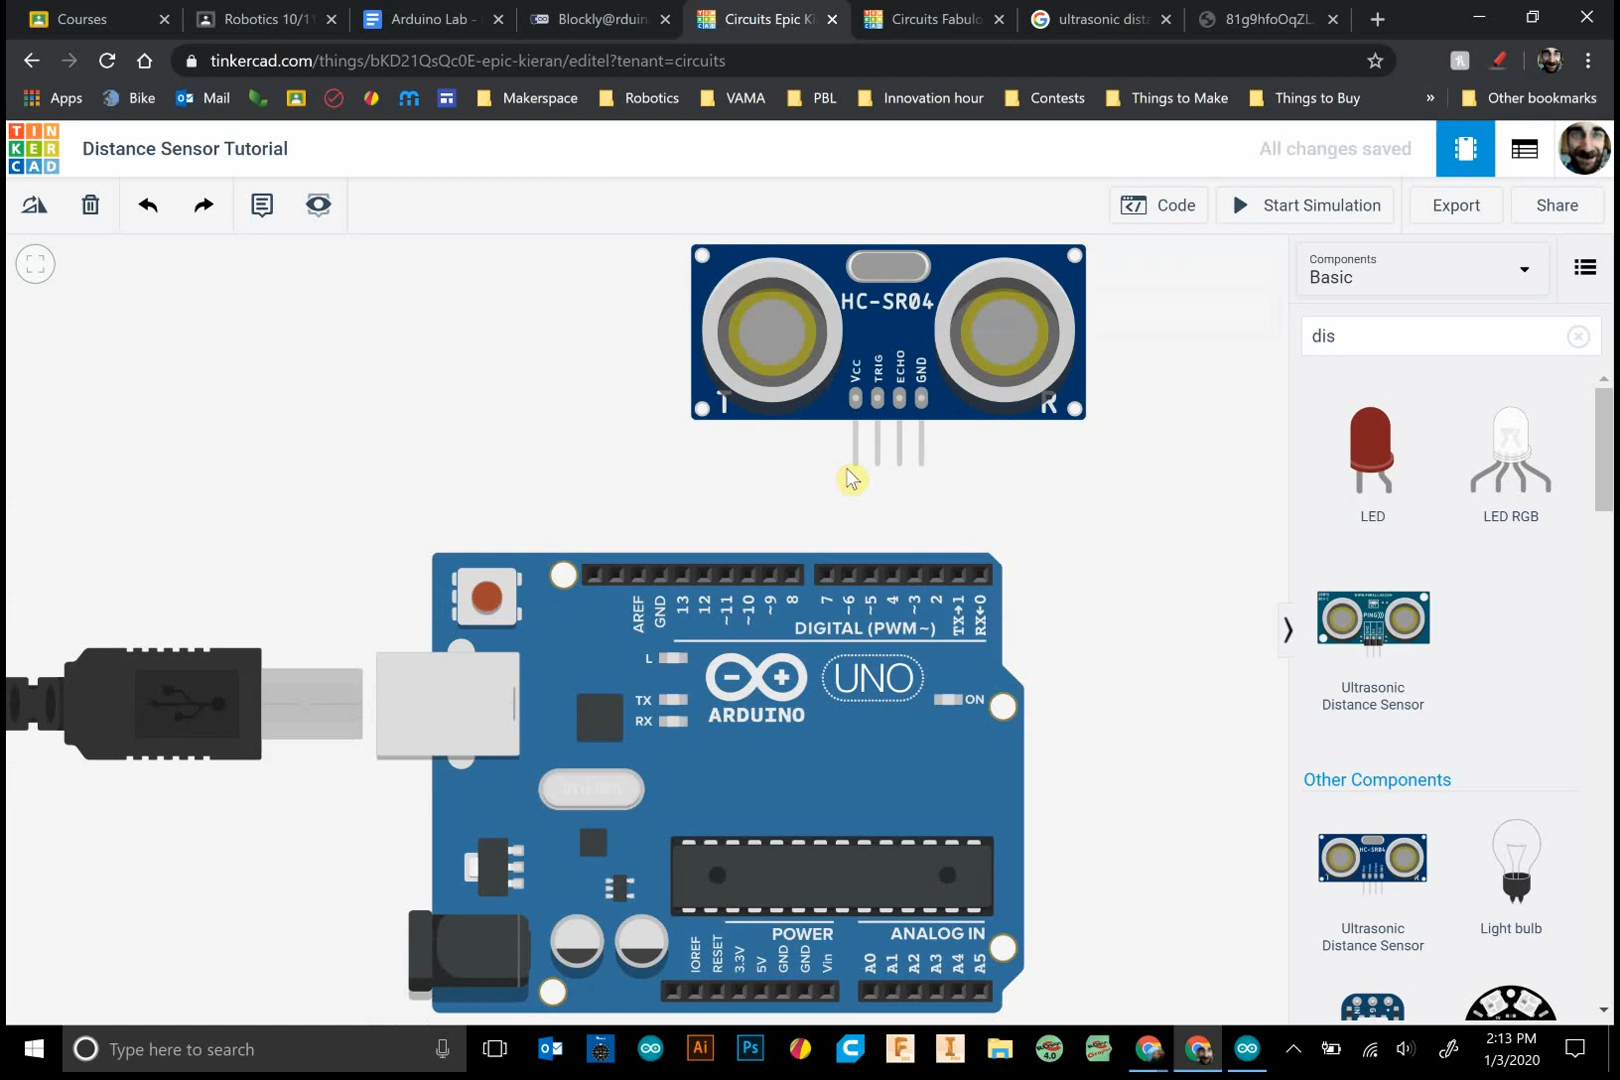 Courses
Robotics 10/1
Arduino Lab -
Blockly@rduin
Circuits Epic Ki
Circuits Fabulo
ultrasonic dista
81g9hfoOqZL.
tinkercad.com/things/bKD21QsQc0E-epic-kieran/editel?tenant=circuits
Apps
Bike
Mail
Makerspace
Robotics
VAMA
PBL
Innovation hour
Contests
Things to Make
Things to Buy
»
Other bookmarks
TIN
KER
CAD
Distance Sensor Tutorial
All changes saved
Code
Start Simulation
Export
Share
Components
Basic
dis
HC-SR04
Vcc
TRIG
ECHO
GND
T
R
LED
LED RGB
Ultrasonic
Distance Sensor
Other Components
HC-SR04
Ultrasonic
Distance Sensor
Light bulb
AREF
GND
13
12
~11
~10
~9
8
7
~6
~5
4
~3
2
TX→1
RX←0
DIGITAL (PWM~)
L
TX
RX
ARDUINO
UNO
ON
POWER
ANALOG IN
IOREF
RESET
3.3V
5V
GND
GND
Vin
A0
A1
A2
A3
A4
A5
Type here to search
Ai
Ps
2:13 PM
1/3/2020